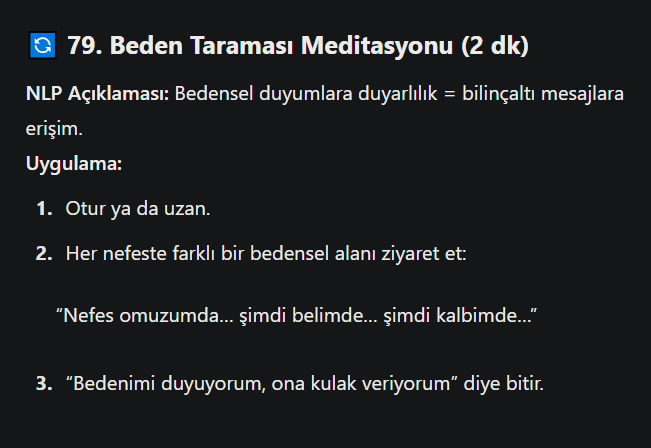 🔄 79. Beden Taraması Meditasyonu (2 dk)
NLP Açıklaması: Bedensel duyumlara duyarlılık = bilinçaltı mesajlara
erişim.
Uygulama:
1. Otur ya da uzan.
2. Her nefeste farklı bir bedensel alanı ziyaret et:
“Nefes omuzumda… şimdi belimde… şimdi kalbimde…”
3. “Bedenimi duyuyorum, ona kulak veriyorum” diye bitir.